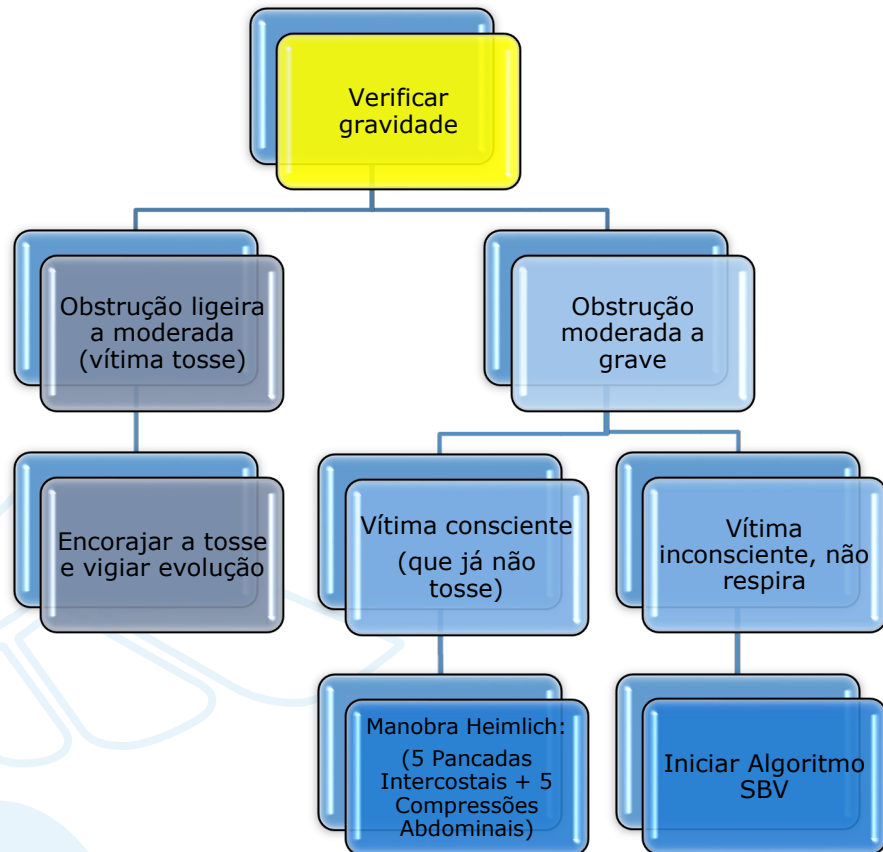 Verificar
gravidade
Obstrução ligeira
a moderada
(vítima tosse)
Obstrução
moderada a
grave
Encorajar a tosse
e vigiar evolução
Vítima consciente
(que já não
tosse)
Vítima
inconsciente, não
respira
Manobra Heimlich:
(5 Pancadas
Intercostais + 5
Compressões
Abdominais)
Iniciar Algoritmo
SBV